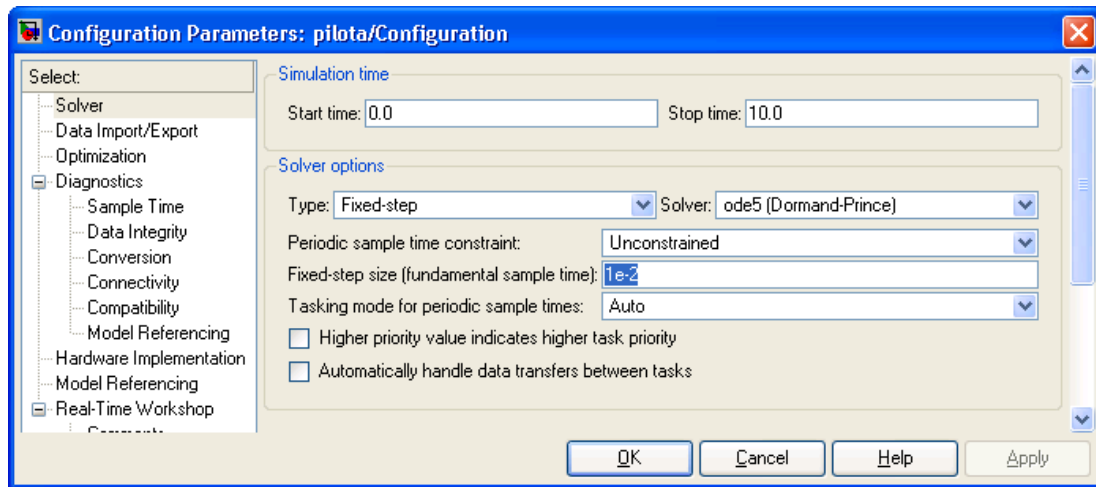 Configuration Parameters: pilota/Configuration
Select:
Solver
Data Import/Export
Optimization
Diagnostics
Sample Time
Data Integrity
Conversion
Connectivity
Compatibility
Model Referencing
Hardware Implementation
Model Referencing
Real-Time Workshop
Simulation time
Start time: 0.0 Stop time: 10.0
Solver options
Type: Fixed-step Solver: ode5 (Dormand-Prince)
Periodic sample time constraint: Unconstrained
Fixed-step size (fundamental sample time): 1e-2
Tasking mode for periodic sample times: Auto
Higher priority value indicates higher task priority
Automatically handle data transfers between tasks
OK Cancel Help Apply